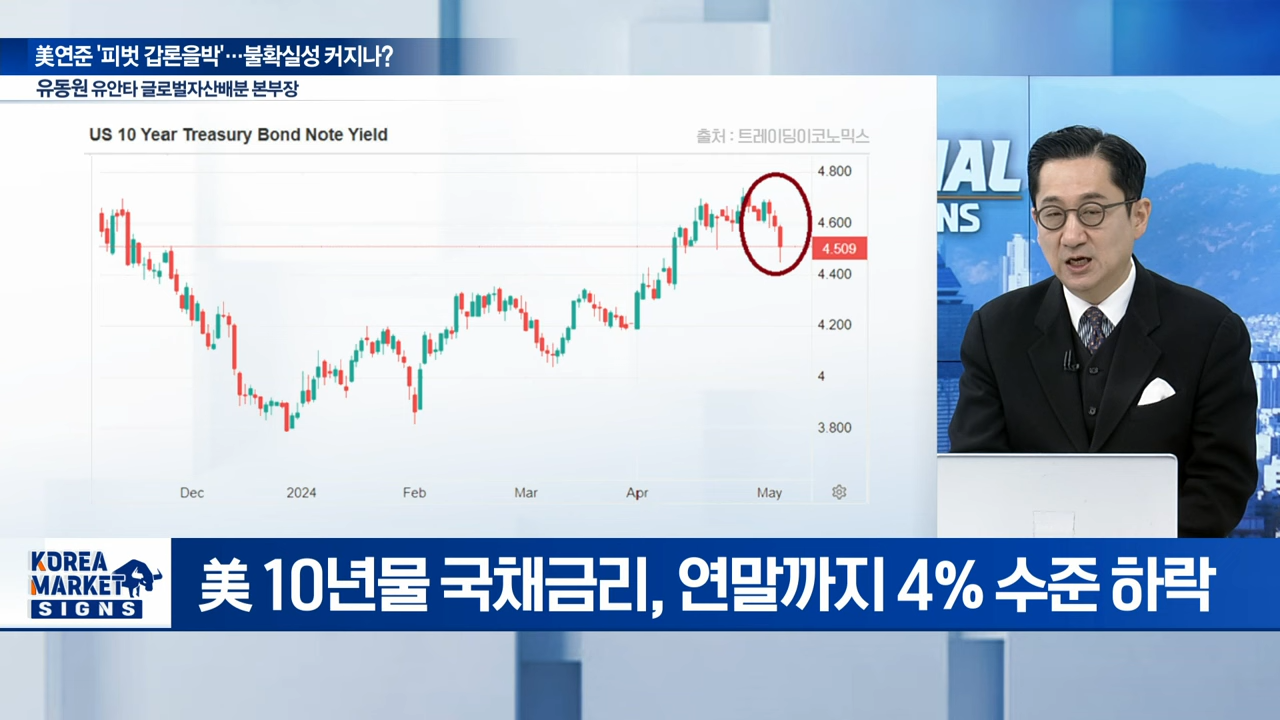 美연준 '피벗 갑론을박'…불확실성 커지나?
유동원 유안타 글로벌자산배분 본부장
US 10 Year Treasury Bond Note Yield
출처 : 트레이딩이코노믹스
4.800
4.600
4.509
4.400
4.200
4
3.800
Dec 2024 Feb Mar Apr May
NAL
NS
KOREA
MARKET
SIGNS
美 10년물 국채금리, 연말까지 4% 수준 하락